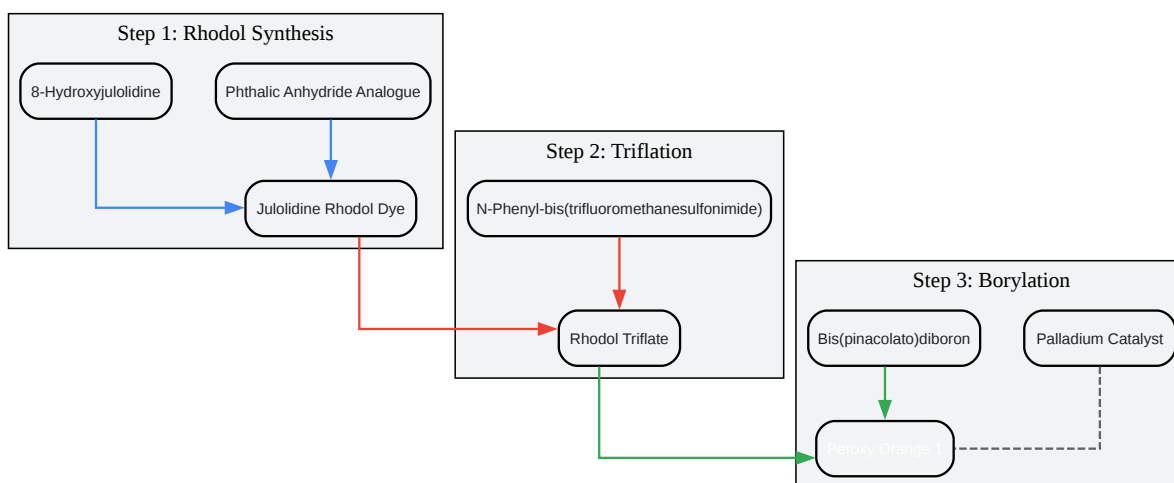 Step 1: Rhodol Synthesis
8-Hydroxyjulolidine
Phthalic Anhydride Analogue
Julolidine Rhodol Dye
Step 2: Triflation
N-Phenyl-bis(trifluoromethanesulfonimide)
Rhodol Triflate
Step 3: Borylation
Bis(pinacolato)diboron
Palladium Catalyst
Peroxy Orange 1